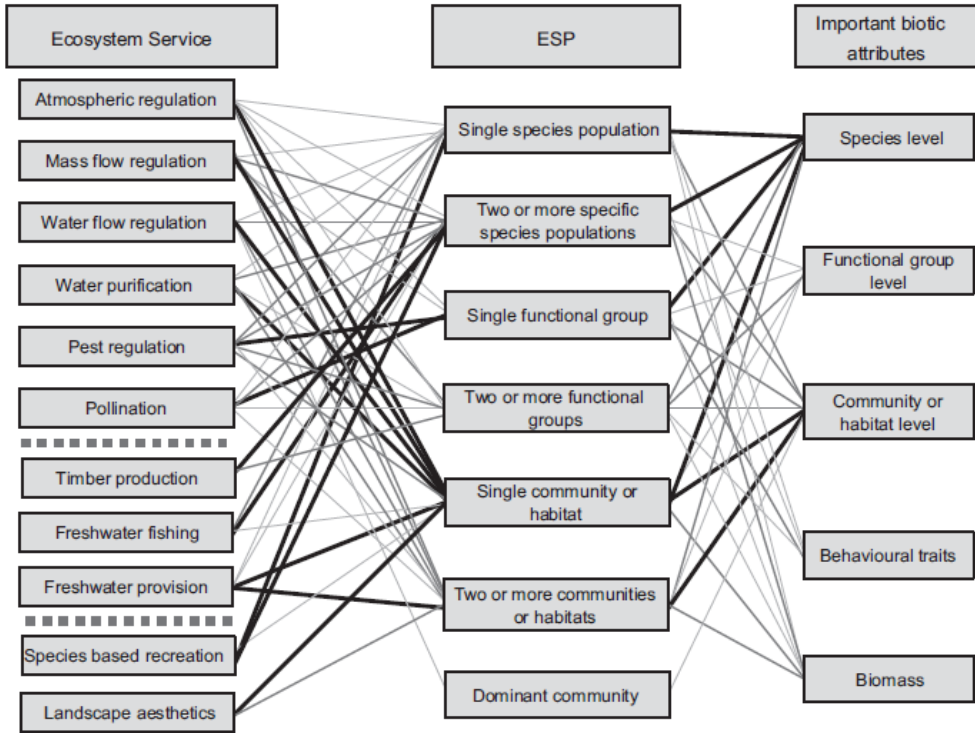 Ecosystem Service
Atmospheric regulation
Mass flow regulation
Water flow regulation
Water purification
Pest regulation
Pollination
Timber production
Freshwater fishing
Freshwater provision
Species based recreation
Landscape aesthetics
ESP
Single species population
Two or more specific
species populations
Single functional group
Two or more functional
groups
Single community or
habitat
Two or more communities
or habitats
Dominant community
Important biotic
attributes
Species level
Functional group
level
Community or
habitat level
Behavioural traits
Biomass